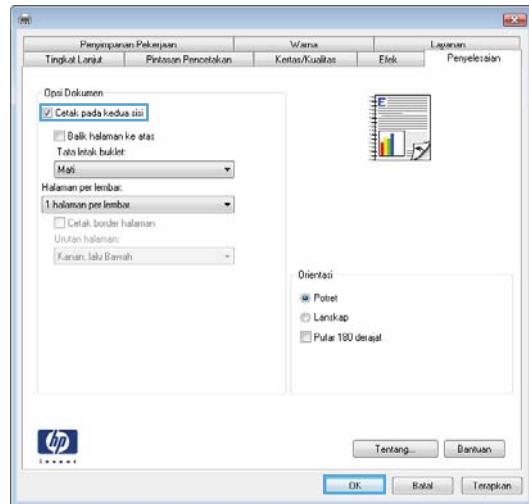 Penyimpanan Pekerjaan Warna Layanan
Tingkat Lanjut Pintasan Pencetakan Kertas/Kualitas Efek Penyelesaian
Opsi Dokumen
Cetak pada kedua sisi
Balik halaman ke atas
Tata letak buklet:
Mati
Halaman per lembar:
1 halaman per lembar
Cetak border halaman
Urutan halaman:
Kanan, lalu Bawah
E
Orientasi
Potret
Lanskap
Putar 180 derajat
hp
invent
Tentang... Bantuan
OK Batal Terapkan